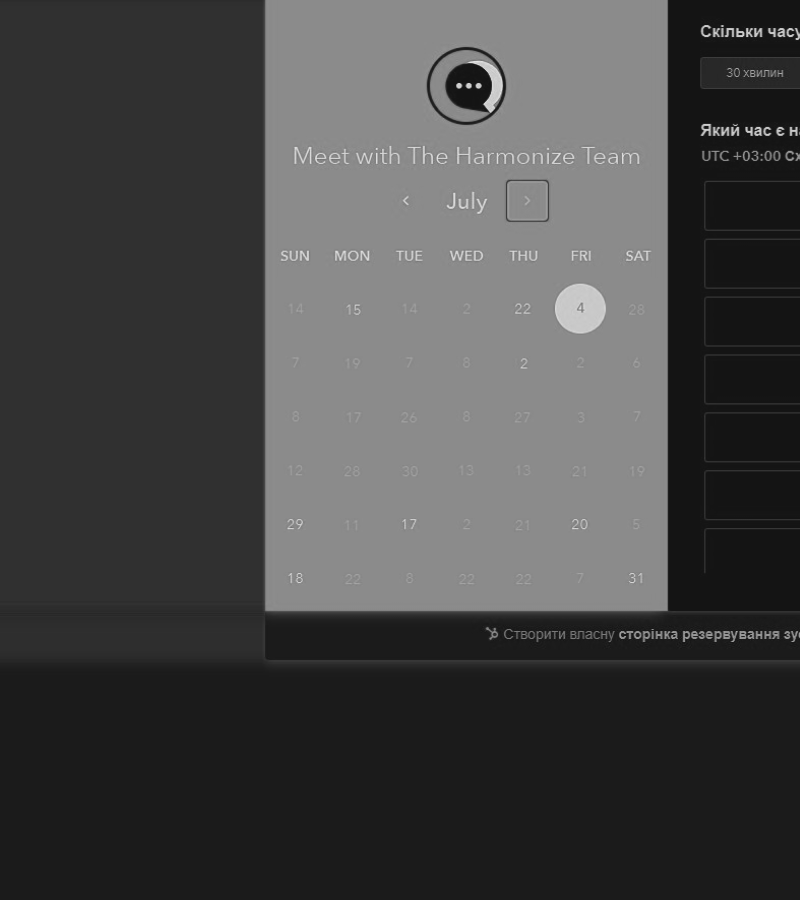 Скільки часу
30 хвилин
Meet with The Harmonize Team
Який час є н
UTC +03:00 Сх
July
SUN MON TUE WED THU FRI SAT
14 15 14 2 22 4 28
7 19 7 8 2 2 6
8 17 26 8 27 3 7
12 28 30 13 13 21 19
29 11 17 2 21 20 5
18 22 8 22 22 7 31
Створити власну сторінка резервування зус